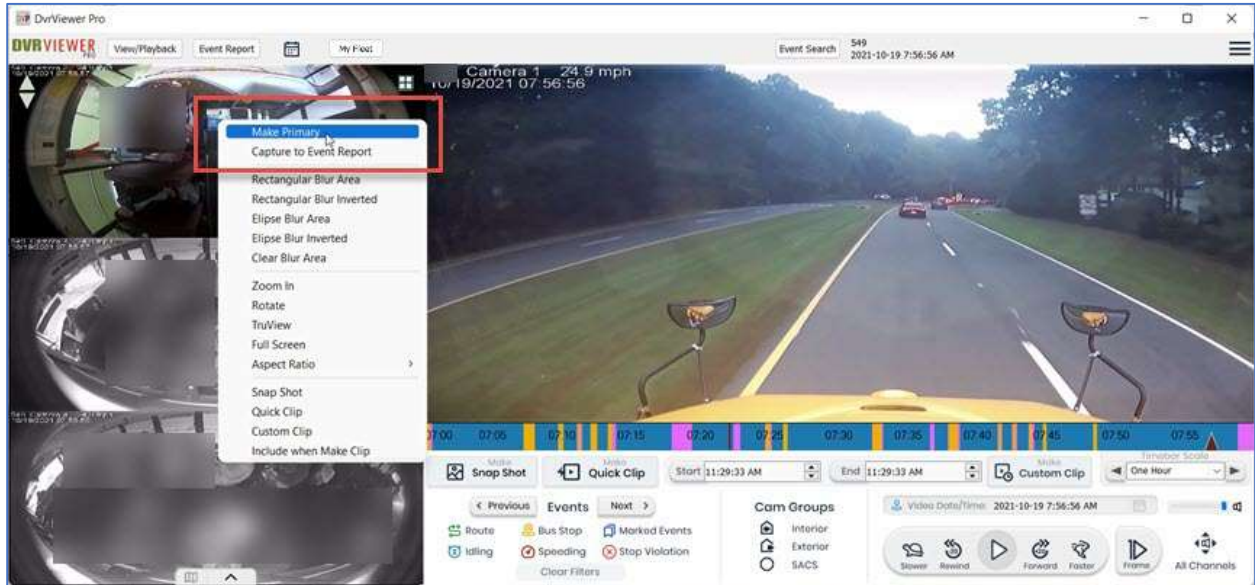 DvrViewer Pro
DVRVIEWER
PRO
View/Playback
Event Report
My Fleet
Event Search
549
2021-10-19 7:56:56 AM
Camera 1 24.9 mph
10/19/2021 07:56:56
Make Primary
Capture to Event Report
Rectangular Blur Area
Rectangular Blur Inverted
Elipse Blur Area
Elipse Blur Inverted
Clear Blur Area
Zoom In
Rotate
TruView
Full Screen
Aspect Ratio
Snap Shot
Quick Clip
Custom Clip
Include when Make Clip
07:05 07:10 07:15 07:20 07:25 07:30 07:35 07:40 07:45 07:50 07:55
Make
Snap Shot
Make
Quick Clip
Start 11:29:33 AM
End 11:29:33 AM
Make
Custom Clip
Timebar Scale
One Hour
Previous Events Next
Route Bus Stop Marked Events
Idling Speeding Stop Violation
Clear Filters
Cam Groups
Interior
Exterior
SACS
Video Date/Time: 2021-10-19 7:56:56 AM
Slower Rewind Forward Faster Frame All Channels